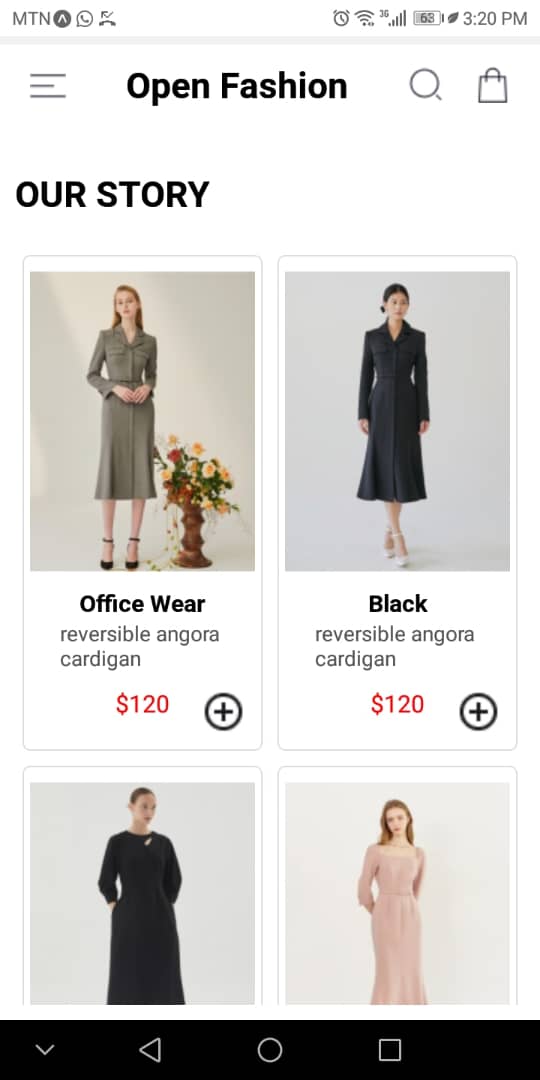 MTN 3G 63 3:20 PM
Open Fashion
OUR STORY
Office Wear
reversible angora
cardigan
$120
Black
reversible angora
cardigan
$120